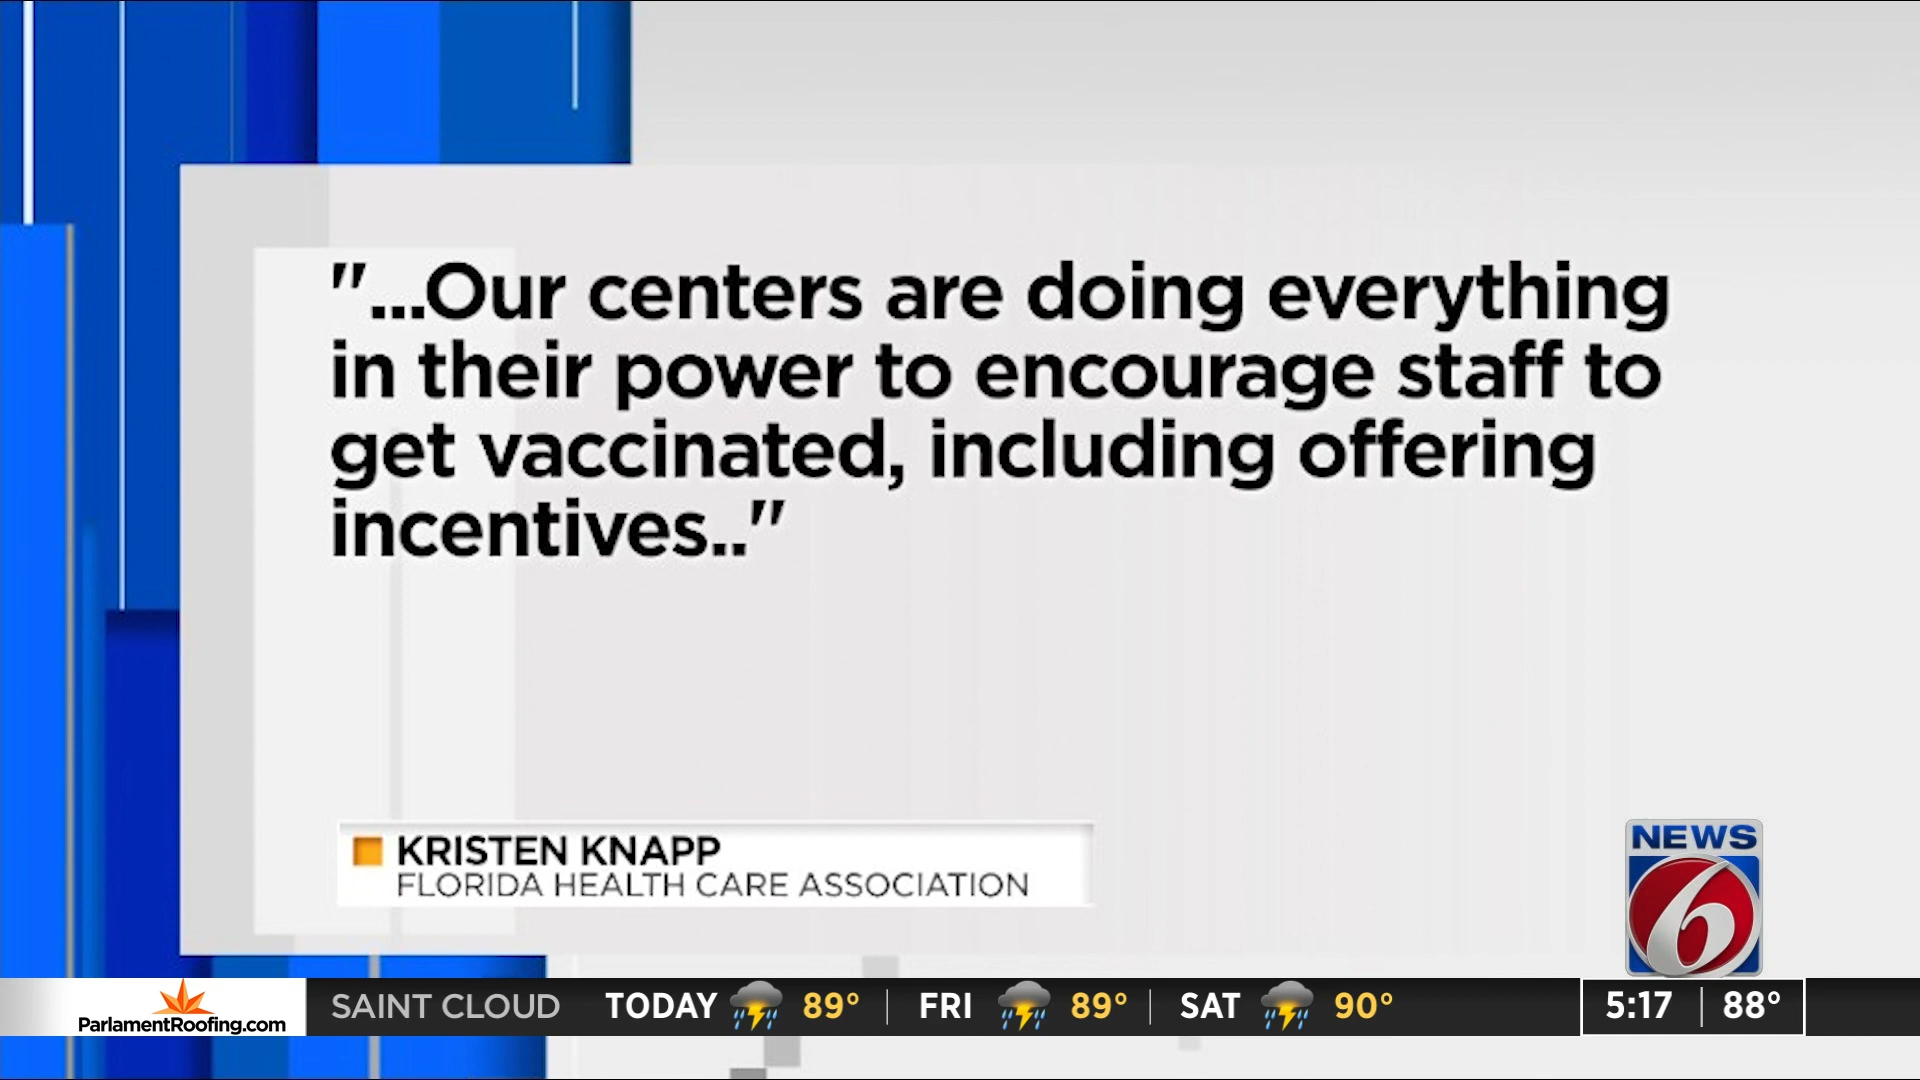 "...Our centers are doing everything
in their power to encourage staff to
get vaccinated, including offering
incentives.."
KRISTEN KNAPP
FLORIDA HEALTH CARE ASSOCIATION
NEWS
6
ParlamentRoofing.com
SAINT CLOUD TODAY 89° FRI 89° SAT 90° 5:17 88°